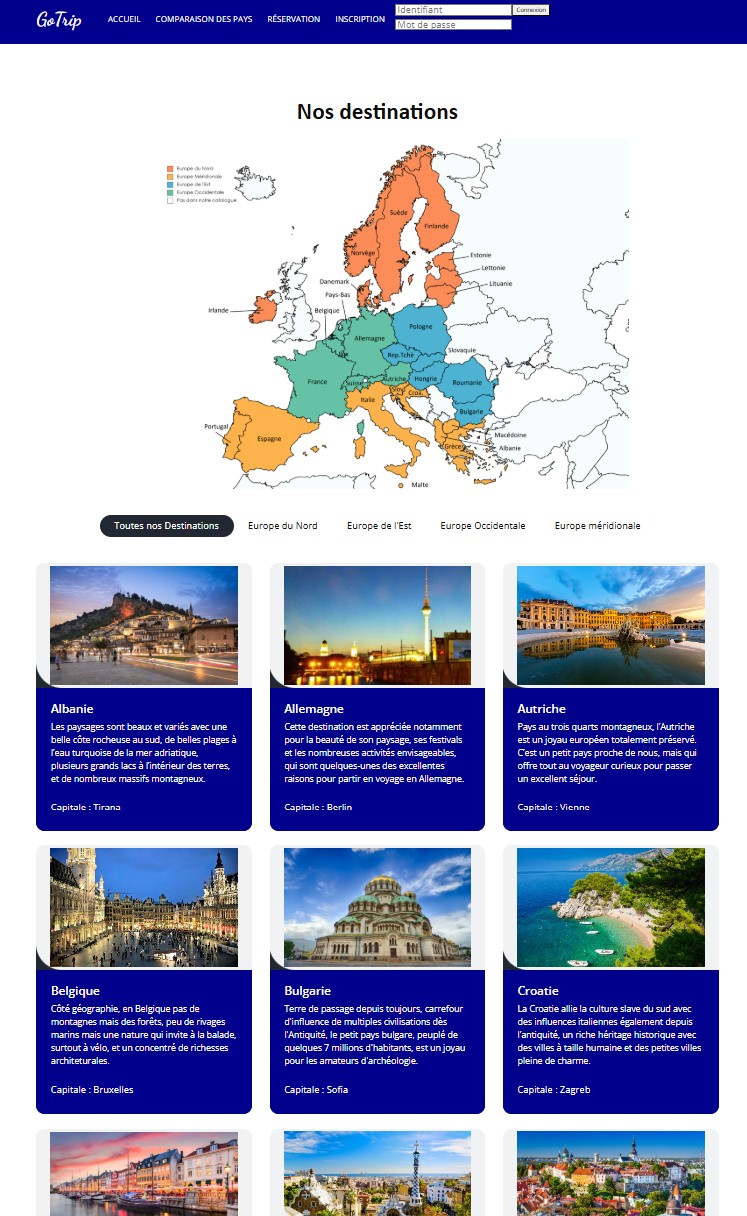 GoTrip
ACCUEIL
COMPARAISON DES PAYS
RÉSERVATION
INSCRIPTION
Identifiant
Connexion
Mot de passe
Nos destinations
Europe du Nord
Europe Méridionale
Europe de l'Est
Europe Occidentale
Pas dans notre catalogue
Suède
Finlande
Norvège
Estonie
Lettonie
Lituanie
Danemark
Pays-Bas
Irlande
Belgique
Pologne
Allemagne
Slovaquie
Rep.Tchè
France
Suisse
Autriche
Hongrie
Roumanie
Italie
Slov
Croa.
Bulgarie
Portugal
Espagne
Macédoine
Grèce
Albanie
Malte
Toutes nos Destinations
Europe du Nord
Europe de l'Est
Europe Occidentale
Europe méridionale
Albanie
Les paysages sont beaux et variés avec une
belle côte rocheuse au sud, de belles plages à
l'eau turquoise de la mer adriatique,
plusieurs grands lacs à l'intérieur des terres,
et de nombreux massifs montagneux.
Capitale : Tirana
Allemagne
Cette destination est appréciée notamment
pour la beauté de son paysage, ses festivals
et les nombreuses activités envisageables,
qui sont quelques-unes des excellentes
raisons pour partir en voyage en Allemagne.
Capitale : Berlin
Autriche
Pays au trois quarts montagneux, l'Autriche
est un joyau européen totalement préservé.
C'est un petit pays proche de nous, mais qui
offre tout au voyageur curieux pour passer
un excellent séjour.
Capitale : Vienne
Belgique
Côté géographie, en Belgique pas de
montagnes mais des forêts, peu de rivages
marins mais une nature qui invite à la balade,
surtout à vélo, et un concentré de richesses
architeturales.
Capitale : Bruxelles
Bulgarie
Terre de passage depuis toujours, carrefour
d'influence de multiples civilisations dès
l'Antiquité, le petit pays bulgare, peuplé de
quelques 7 millions d'habitants, est un joyau
pour les amateurs d'archéologie.
Capitale : Sofia
Croatie
La Croatie allie la culture slave du sud avec
des influences italiennes également depuis
l'antiquité, un riche héritage historique avec
des villes à taille humaine et des petites villes
pleine de charme.
Capitale : Zagreb